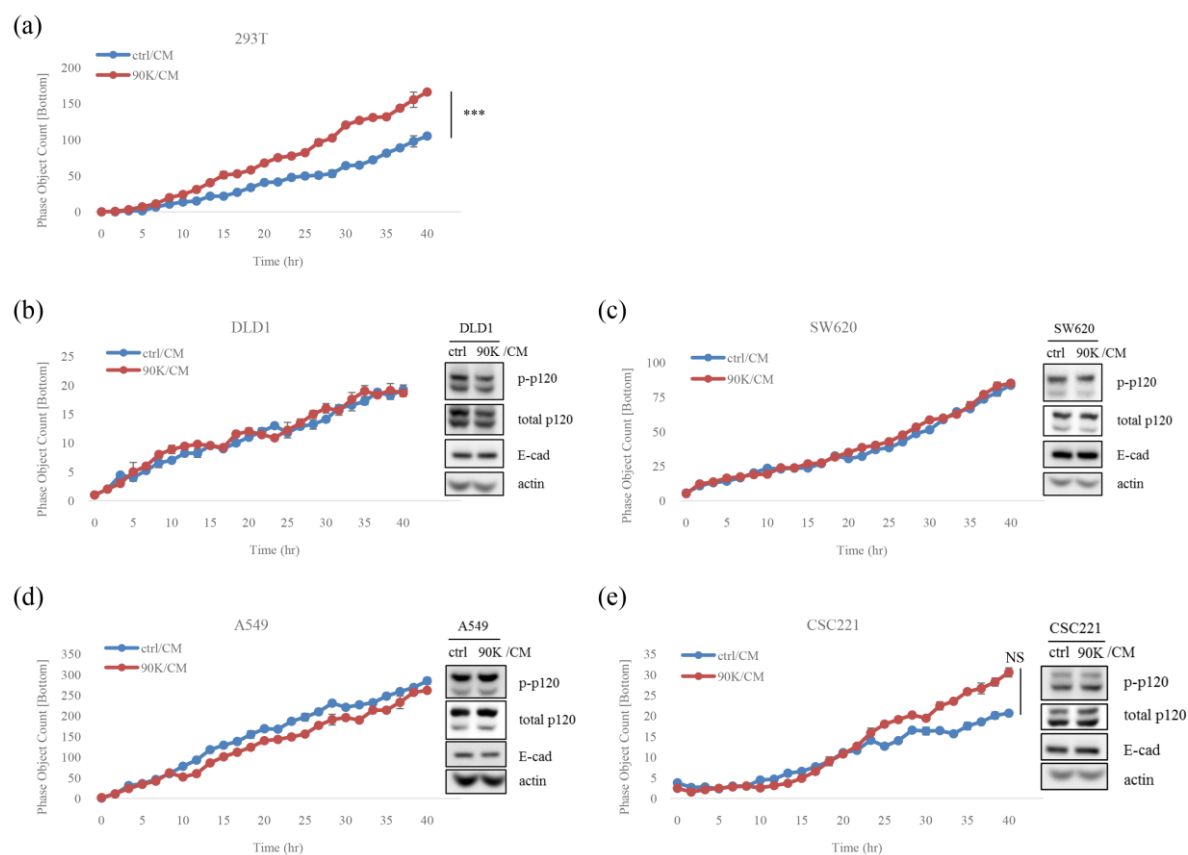 (a)
293T
ctrl/CM
90K/CM
Phase Object Count [Bottom]
200
150
100
50
0
***
0 5 10 15 20 25 30 35 40
Time (hr)
(b)
DLD1
ctrl/CM
90K/CM
Phase Object Count [Bottom]
25
20
15
10
5
0
0 5 10 15 20 25 30 35 40
Time (hr)
DLD1
ctrl 90K /CM
p-p120
total p120
E-cad
actin
(c)
SW620
ctrl/CM
90K/CM
Phase Object Count [Bottom]
100
75
50
25
0
0 5 10 15 20 25 30 35 40
Time (hr)
SW620
ctrl 90K /CM
p-p120
total p120
E-cad
actin
(d)
A549
ctrl/CM
90K/CM
Phase Object Count [Bottom]
350
300
250
200
150
100
50
0
0 5 10 15 20 25 30 35 40
Time (hr)
A549
ctrl 90K /CM
p-p120
total p120
E-cad
actin
(e)
CSC221
ctrl/CM
90K/CM
Phase Object Count [Bottom]
35
30
25
20
15
10
5
0
NS
0 5 10 15 20 25 30 35 40
Time (hr)
CSC221
ctrl 90K /CM
p-p120
total p120
E-cad
actin